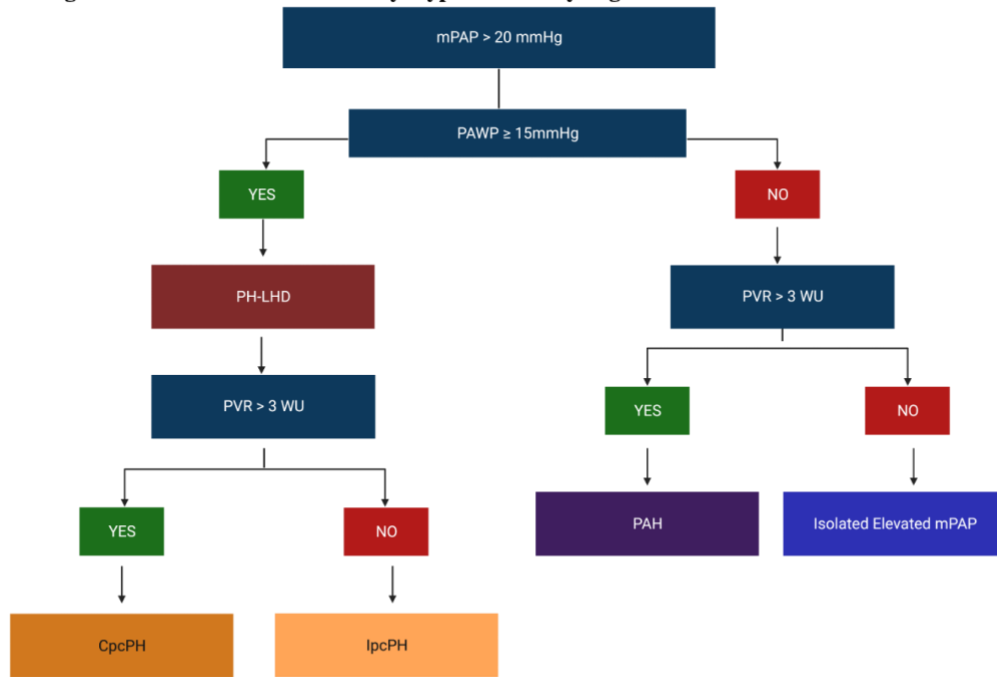 mPAP > 20 mmHg
PAWP ≥ 15mmHg
YES
NO
PH-LHD
PVR > 3 WU
PVR > 3 WU
YES
NO
YES
NO
PAH
Isolated Elevated mPAP
CpcPH
IpcPH